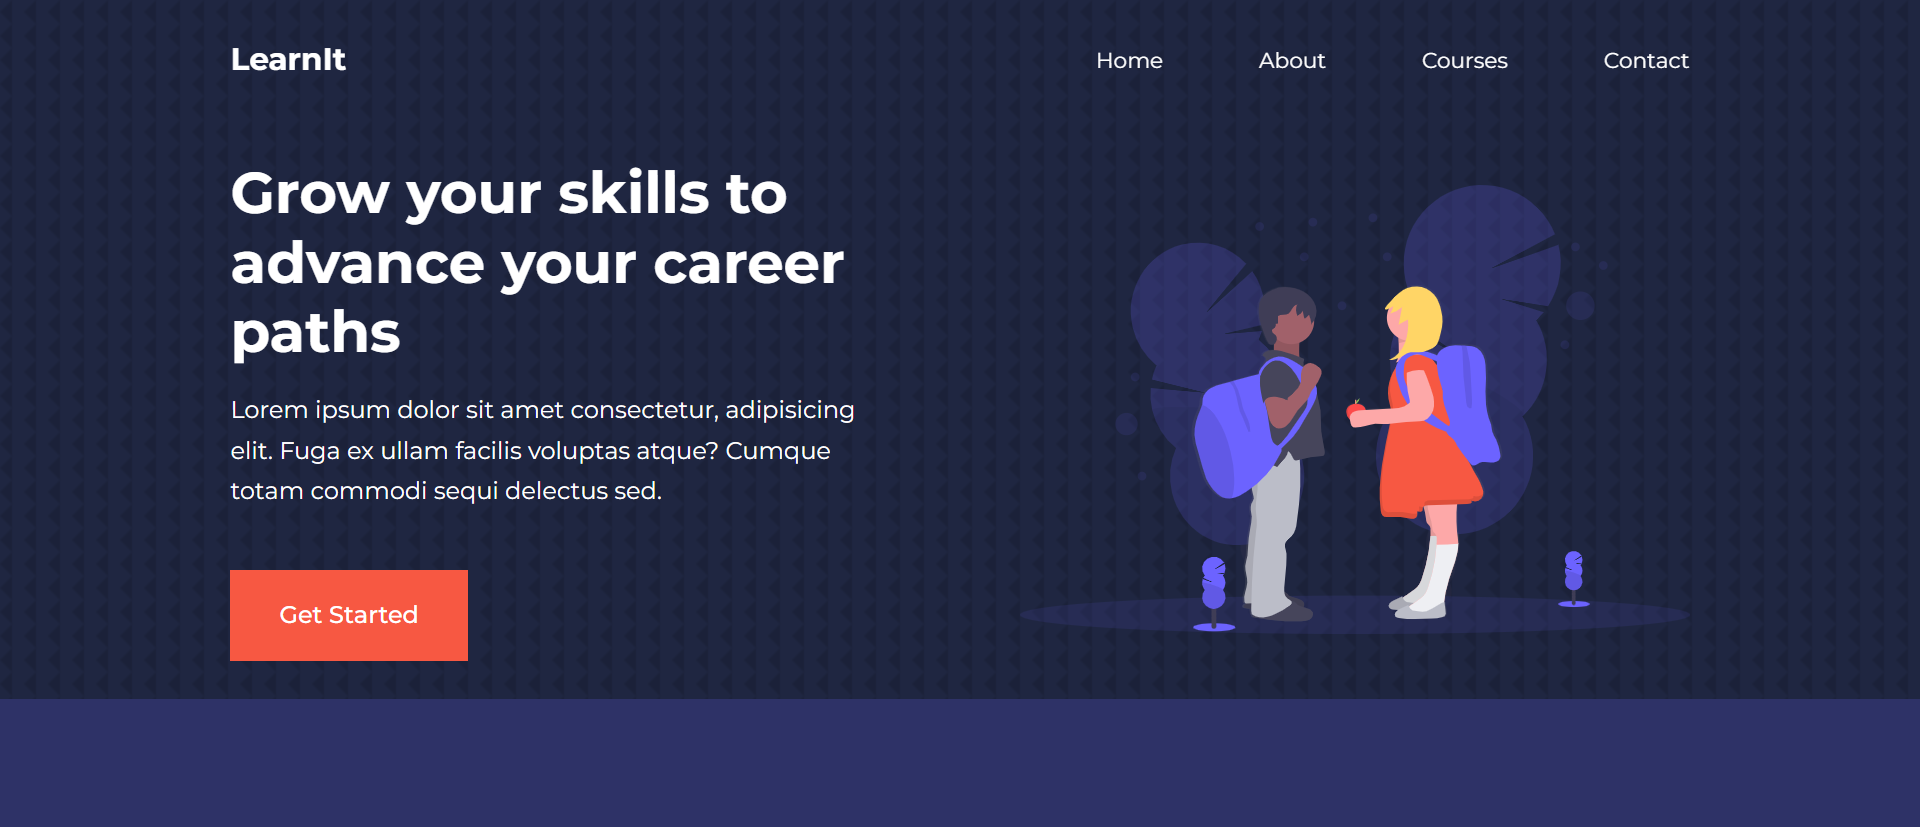 LearnIt
Home About Courses Contact
Grow your skills to
advance your career
paths
Lorem ipsum dolor sit amet consectetur, adipisicing
elit. Fuga ex ullam facilis voluptas atque? Cumque
totam commodi sequi delectus sed.
Get Started